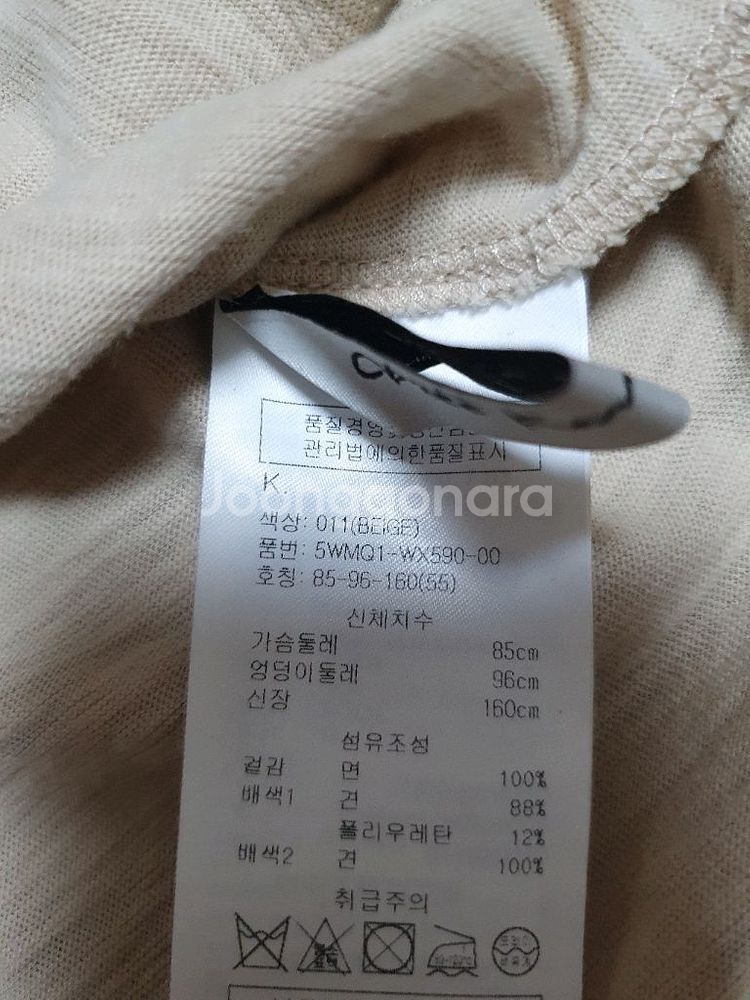 관리법에의한품질표시
K.
Joonggonara
색상: 011(BEIGE)
품번: 5WMQ1-WX590-00
호칭: 85-96-160(55)
신체치수
가슴둘레 85cm
엉덩이둘레 96cm
신장 160cm
섬유조성
겉감 면 100%
배색1 견 88%
폴리우레탄 12%
배색2 견 100%
취급주의